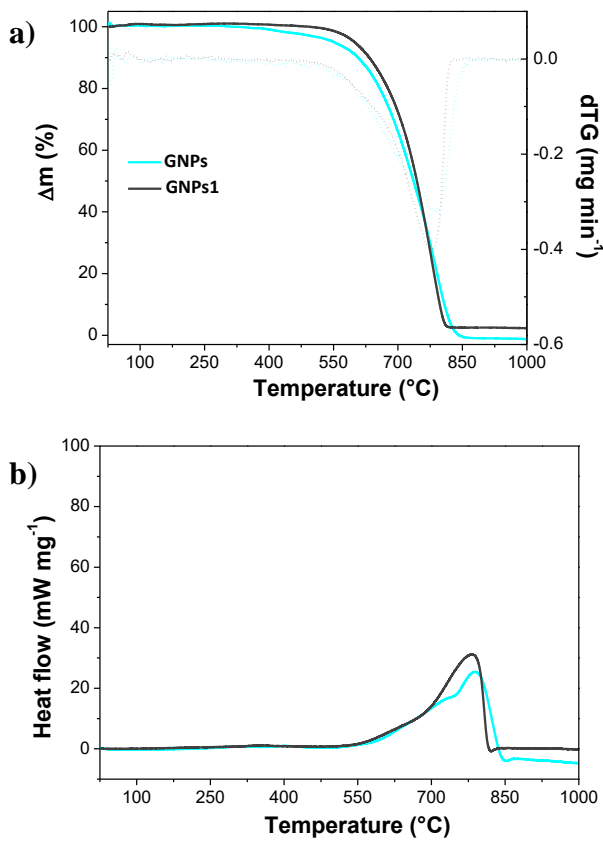 a)
Δm (%)
100
80
60
40
100
20
0
0.0
-0.2
-0.4
-0.6
dTG (mg min-1)
GNPs
GNPs1
100 250 400 550 700 850 1000
Temperature (°C)
b)
Heat flow (mW mg-1)
100
80
60
40
20
0
100 250 400 550 700 850 1000
Temperature (°C)